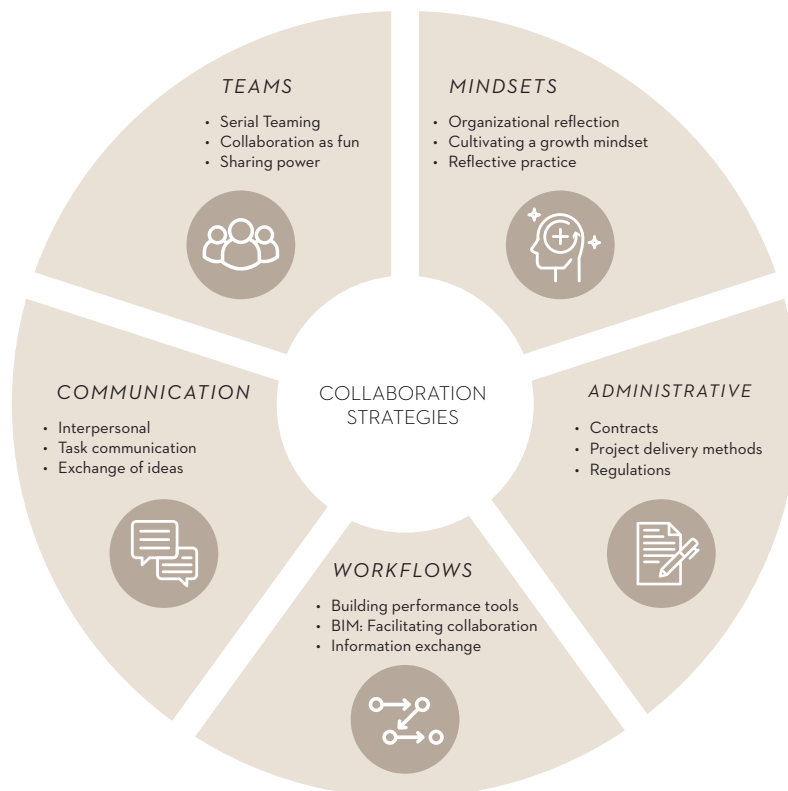 TEAMS
• Serial Teaming
• Collaboration as fun
• Sharing power
MINDSETS
• Organizational reflection
• Cultivating a growth mindset
• Reflective practice
COMMUNICATION
• Interpersonal
• Task communication
• Exchange of ideas
COLLABORATION
STRATEGIES
ADMINISTRATIVE
• Contracts
• Project delivery methods
• Regulations
WORKFLOWS
• Building performance tools
• BIM: Facilitating collaboration
• Information exchange